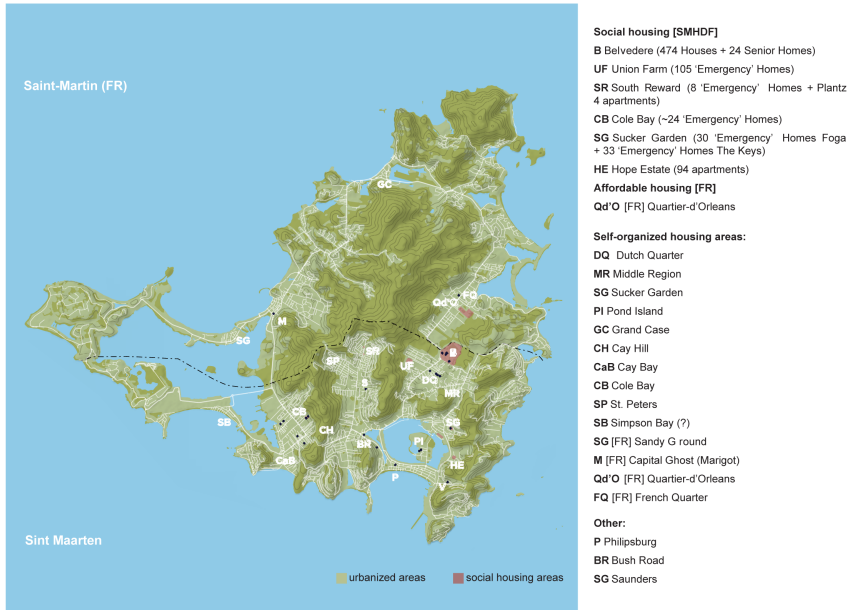 Saint-Martin (FR)
GC
Qd'O
FQ
M
SG
SP
SR
B
UF
DQ
S
MR
SB
CB
CH
SG
BR
PI
CaB
HE
P
V
Sint Maarten
urbanized areas
social housing areas
Social housing [SMHDF]
B Belvedere (474 Houses + 24 Senior Homes)
UF Union Farm (105 ‘Emergency’ Homes)
SR South Reward (8 ‘Emergency’ Homes + Plantz
4 apartments)
CB Cole Bay (~24 ‘Emergency’ Homes)
SG Sucker Garden (30 ‘Emergency’ Homes Foga
+ 33 ‘Emergency’ Homes The Keys)
HE Hope Estate (94 apartments)
Affordable housing [FR]
Qd’O [FR] Quartier-d’Orleans
Self-organized housing areas:
DQ Dutch Quarter
MR Middle Region
SG Sucker Garden
PI Pond Island
GC Grand Case
CH Cay Hill
CaB Cay Bay
CB Cole Bay
SP St. Peters
SB Simpson Bay (?)
SG [FR] Sandy G round
M [FR] Capital Ghost (Marigot)
Qd’O [FR] Quartier-d’Orleans
FQ [FR] French Quarter
Other:
P Philipsburg
BR Bush Road
SG Saunders